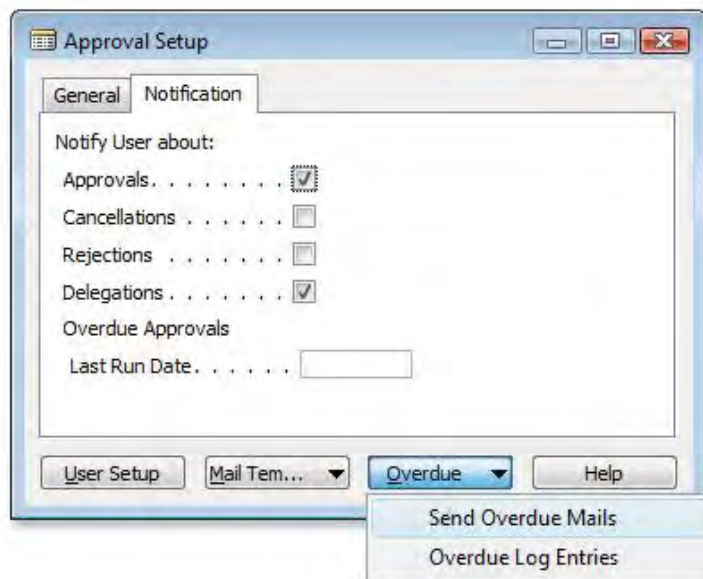 Approval Setup
General Notification
Notify User about:
Approvals. . . . . . . .
Cancellations . . . . . .
Rejections . . . . . . .
Delegations . . . . . . .
Overdue Approvals
Last Run Date. . . . . .
User Setup Mail Tem... Overdue Help
Send Overdue Mails
Overdue Log Entries